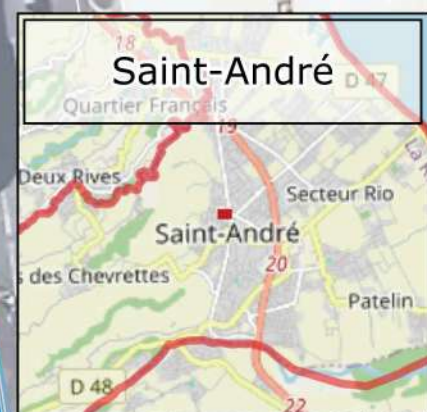 18
Saint-André
D 47
Quartier Français
19
Deux Rives
Secteur Rio
Saint-André
20
des Chevrettes
Patelin
D 48
22